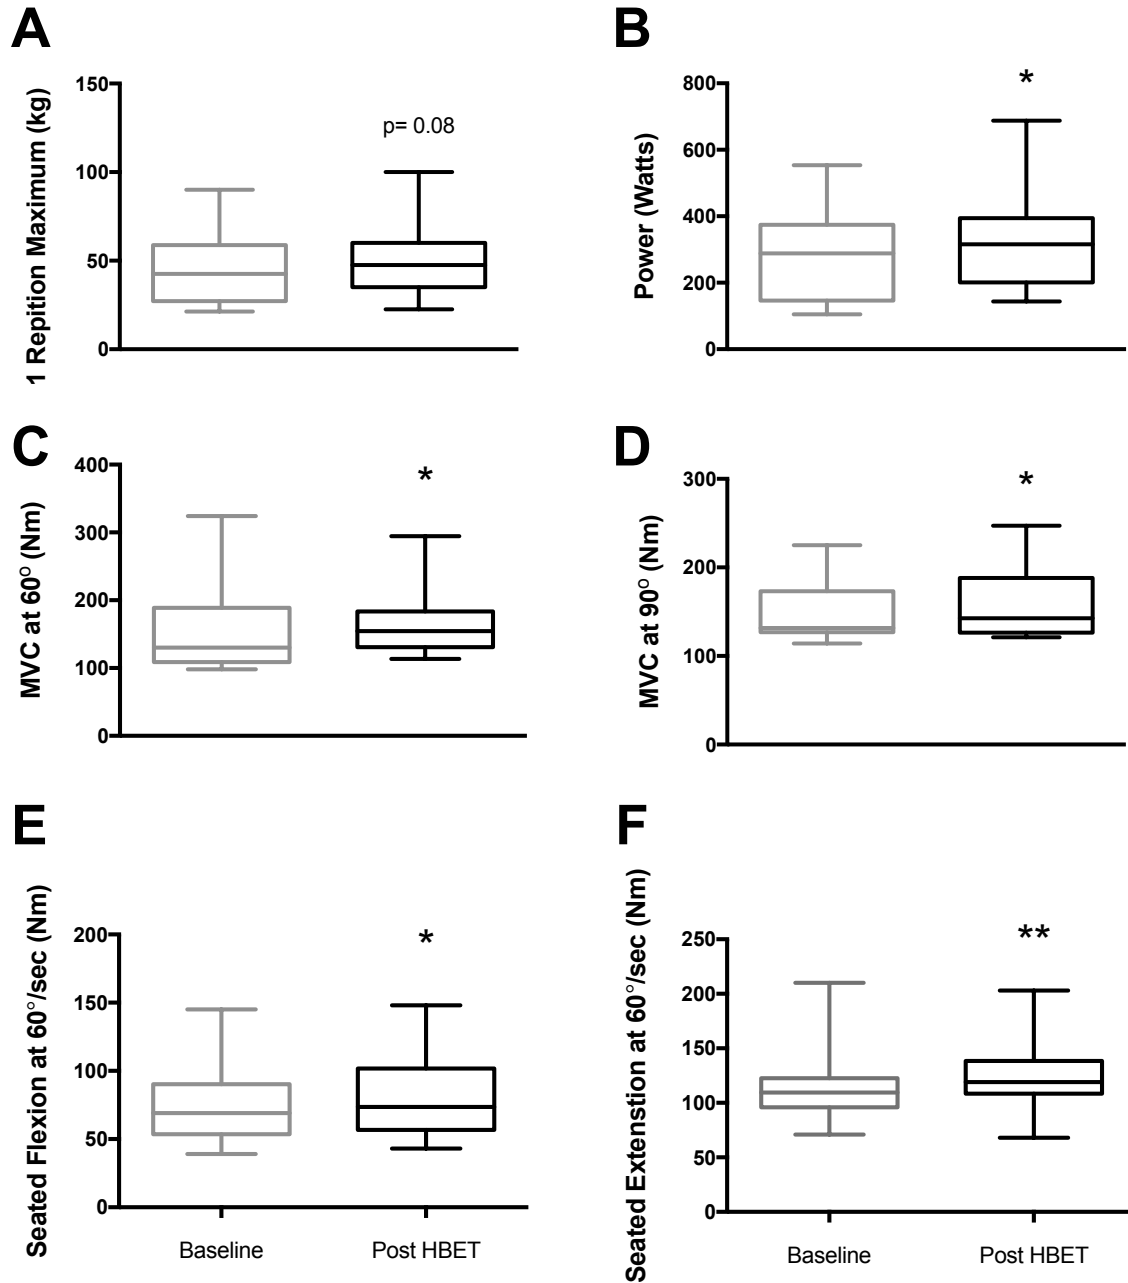 A
1 Repition Maximum (kg)
150
100
50
0
p= 0.08
B
Power (Watts)
800
600
400
200
0
*
C
MVC at 60º (Nm)
400
300
200
100
0
*
D
MVC at 90º (Nm)
300
200
100
0
*
E
Seated Flexion at 60°/sec (Nm)
200
150
100
50
0
*
Baseline
Post HBET
F
Seated Extenstion at 60°/sec (Nm)
250
200
150
100
50
0
**
Baseline
Post HBET